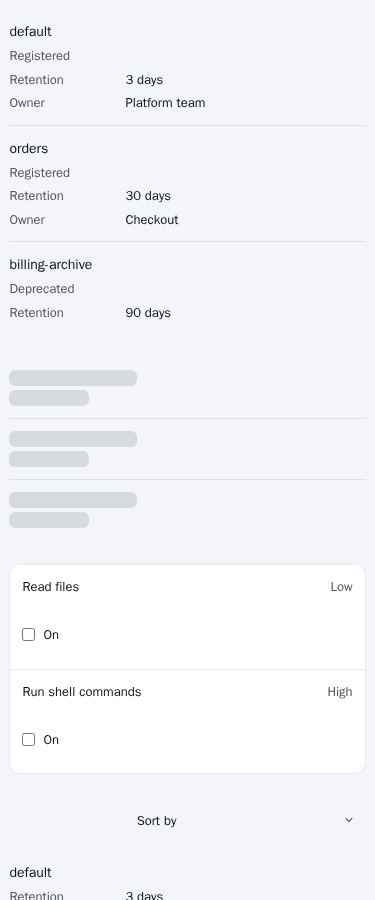 default
Registered
Retention 3 days
Owner Platform team
orders
Registered
Retention 30 days
Owner Checkout
billing-archive
Deprecated
Retention 90 days
Read files Low
On
Run shell commands High
On
Sort by
default
Retention 3 days